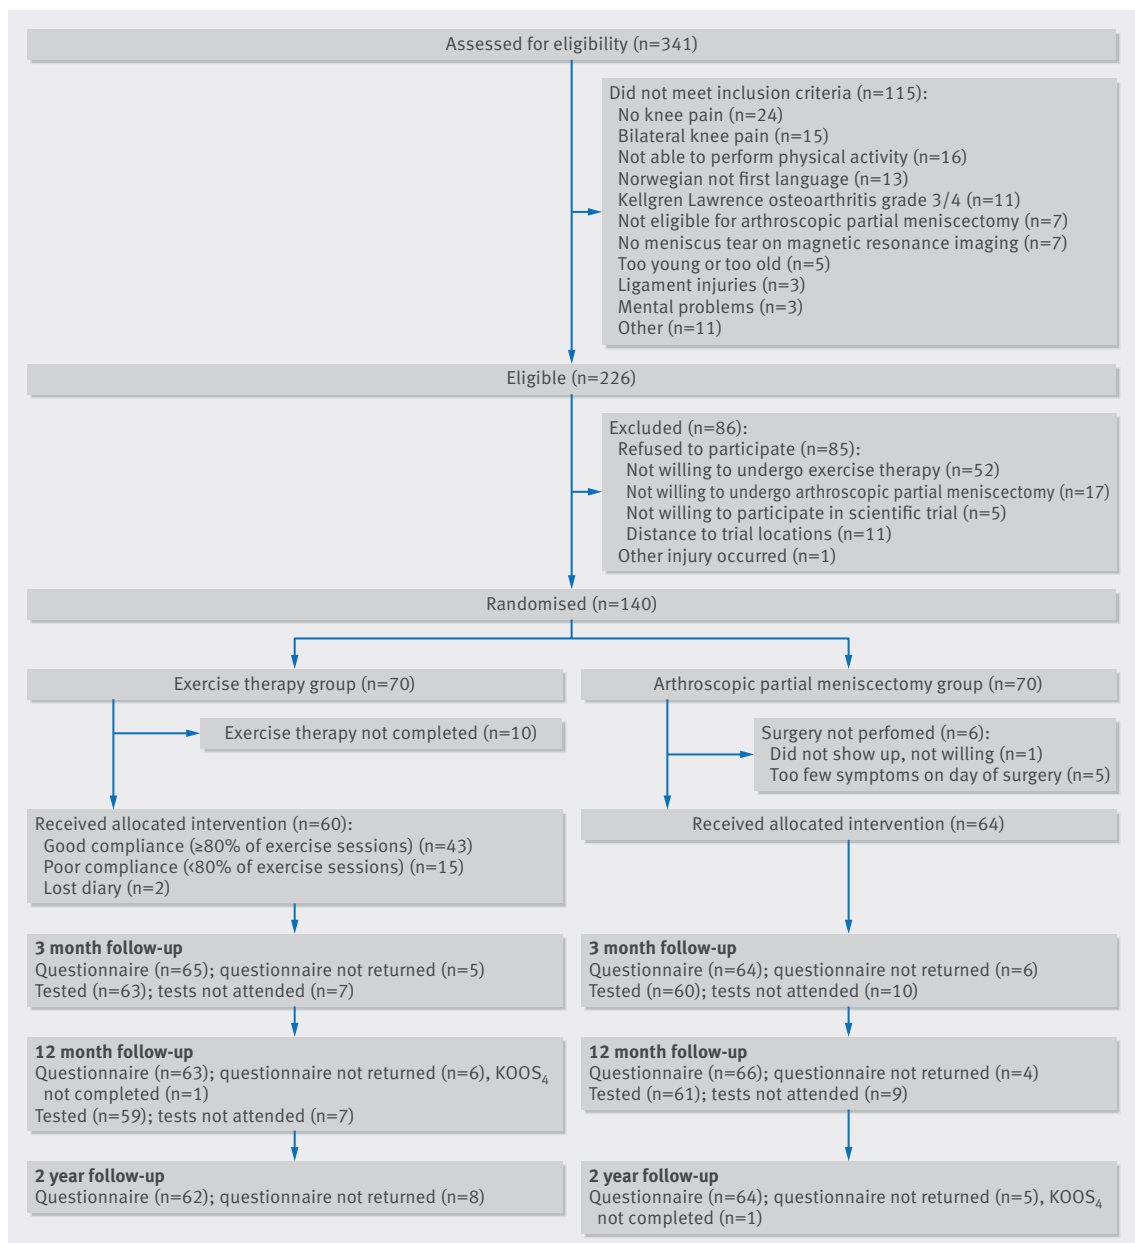 Assessed for eligibility (n=341)
Did not meet inclusion criteria (n=115):
No knee pain (n=24)
Bilateral knee pain (n=15)
Not able to perform physical activity (n=16)
Norwegian not first language (n=13)
Kellgren Lawrence osteoarthritis grade 3/4 (n=11)
Not eligible for arthroscopic partial meniscectomy (n=7)
No meniscus tear on magnetic resonance imaging (n=7)
Too young or too old (n=5)
Ligament injuries (n=3)
Mental problems (n=3)
Other (n=11)
Eligible (n=226)
Excluded (n=86):
Refused to participate (n=85):
Not willing to undergo exercise therapy (n=52)
Not willing to undergo arthroscopic partial meniscectomy (n=17)
Not willing to participate in scientific trial (n=5)
Distance to trial locations (n=11)
Other injury occurred (n=1)
Randomised (n=140)
Exercise therapy group (n=70)
Exercise therapy not completed (n=10)
Received allocated intervention (n=60):
Good compliance (≥80% of exercise sessions) (n=43)
Poor compliance (<80% of exercise sessions) (n=15)
Lost diary (n=2)
3 month follow-up
Questionnaire (n=65); questionnaire not returned (n=5)
Tested (n=63); tests not attended (n=7)
12 month follow-up
Questionnaire (n=63); questionnaire not returned (n=6), KOOS₄
not completed (n=1)
Tested (n=59); tests not attended (n=7)
2 year follow-up
Questionnaire (n=62); questionnaire not returned (n=8)
Arthroscopic partial meniscectomy group (n=70)
Surgery not perfomed (n=6):
Did not show up, not willing (n=1)
Too few symptoms on day of surgery (n=5)
Received allocated intervention (n=64)
3 month follow-up
Questionnaire (n=64); questionnaire not returned (n=6)
Tested (n=60); tests not attended (n=10)
12 month follow-up
Questionnaire (n=66); questionnaire not returned (n=4)
Tested (n=61); tests not attended (n=9)
2 year follow-up
Questionnaire (n=64); questionnaire not returned (n=5), KOOS₄
not completed (n=1)